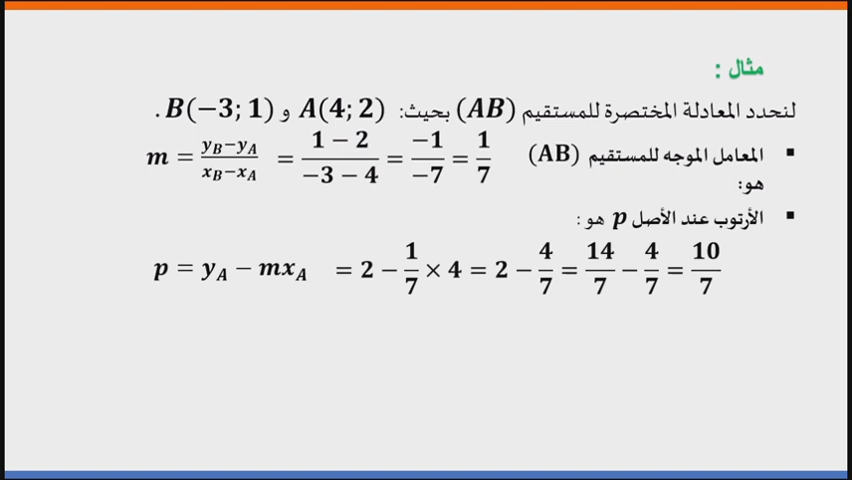 مثال :
لنحدد المعادلة المختصرة للمستقيم (AB) بحيث: A(4; 2) و B(−3; 1) .
▪ المعامل الموجه للمستقيم (AB) هو: m = (y_B−y_A)/(x_B−x_A) = (1 − 2)/(−3 − 4) = (−1)/(−7) = 1/7
▪ الأرتوب عند الأصل p هو :
p = y_A − mx_A = 2 − 1/7 × 4 = 2 − 4/7 = 14/7 − 4/7 = 10/7